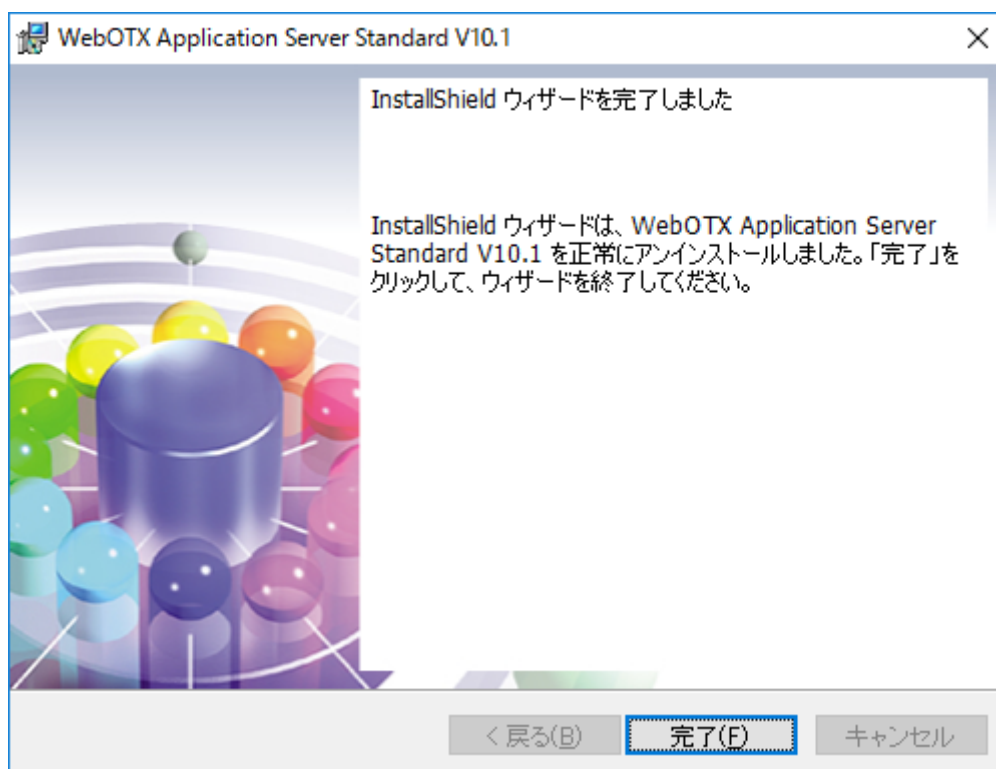 WebOTX Application Server Standard V10.1
InstallShield ウィザードを完了しました
InstallShield ウィザードは、WebOTX Application Server
Standard V10.1 を正常にアンインストールしました。「完了」を
クリックして、ウィザードを終了してください。
< 戻る(B)
完了(F)
キャンセル